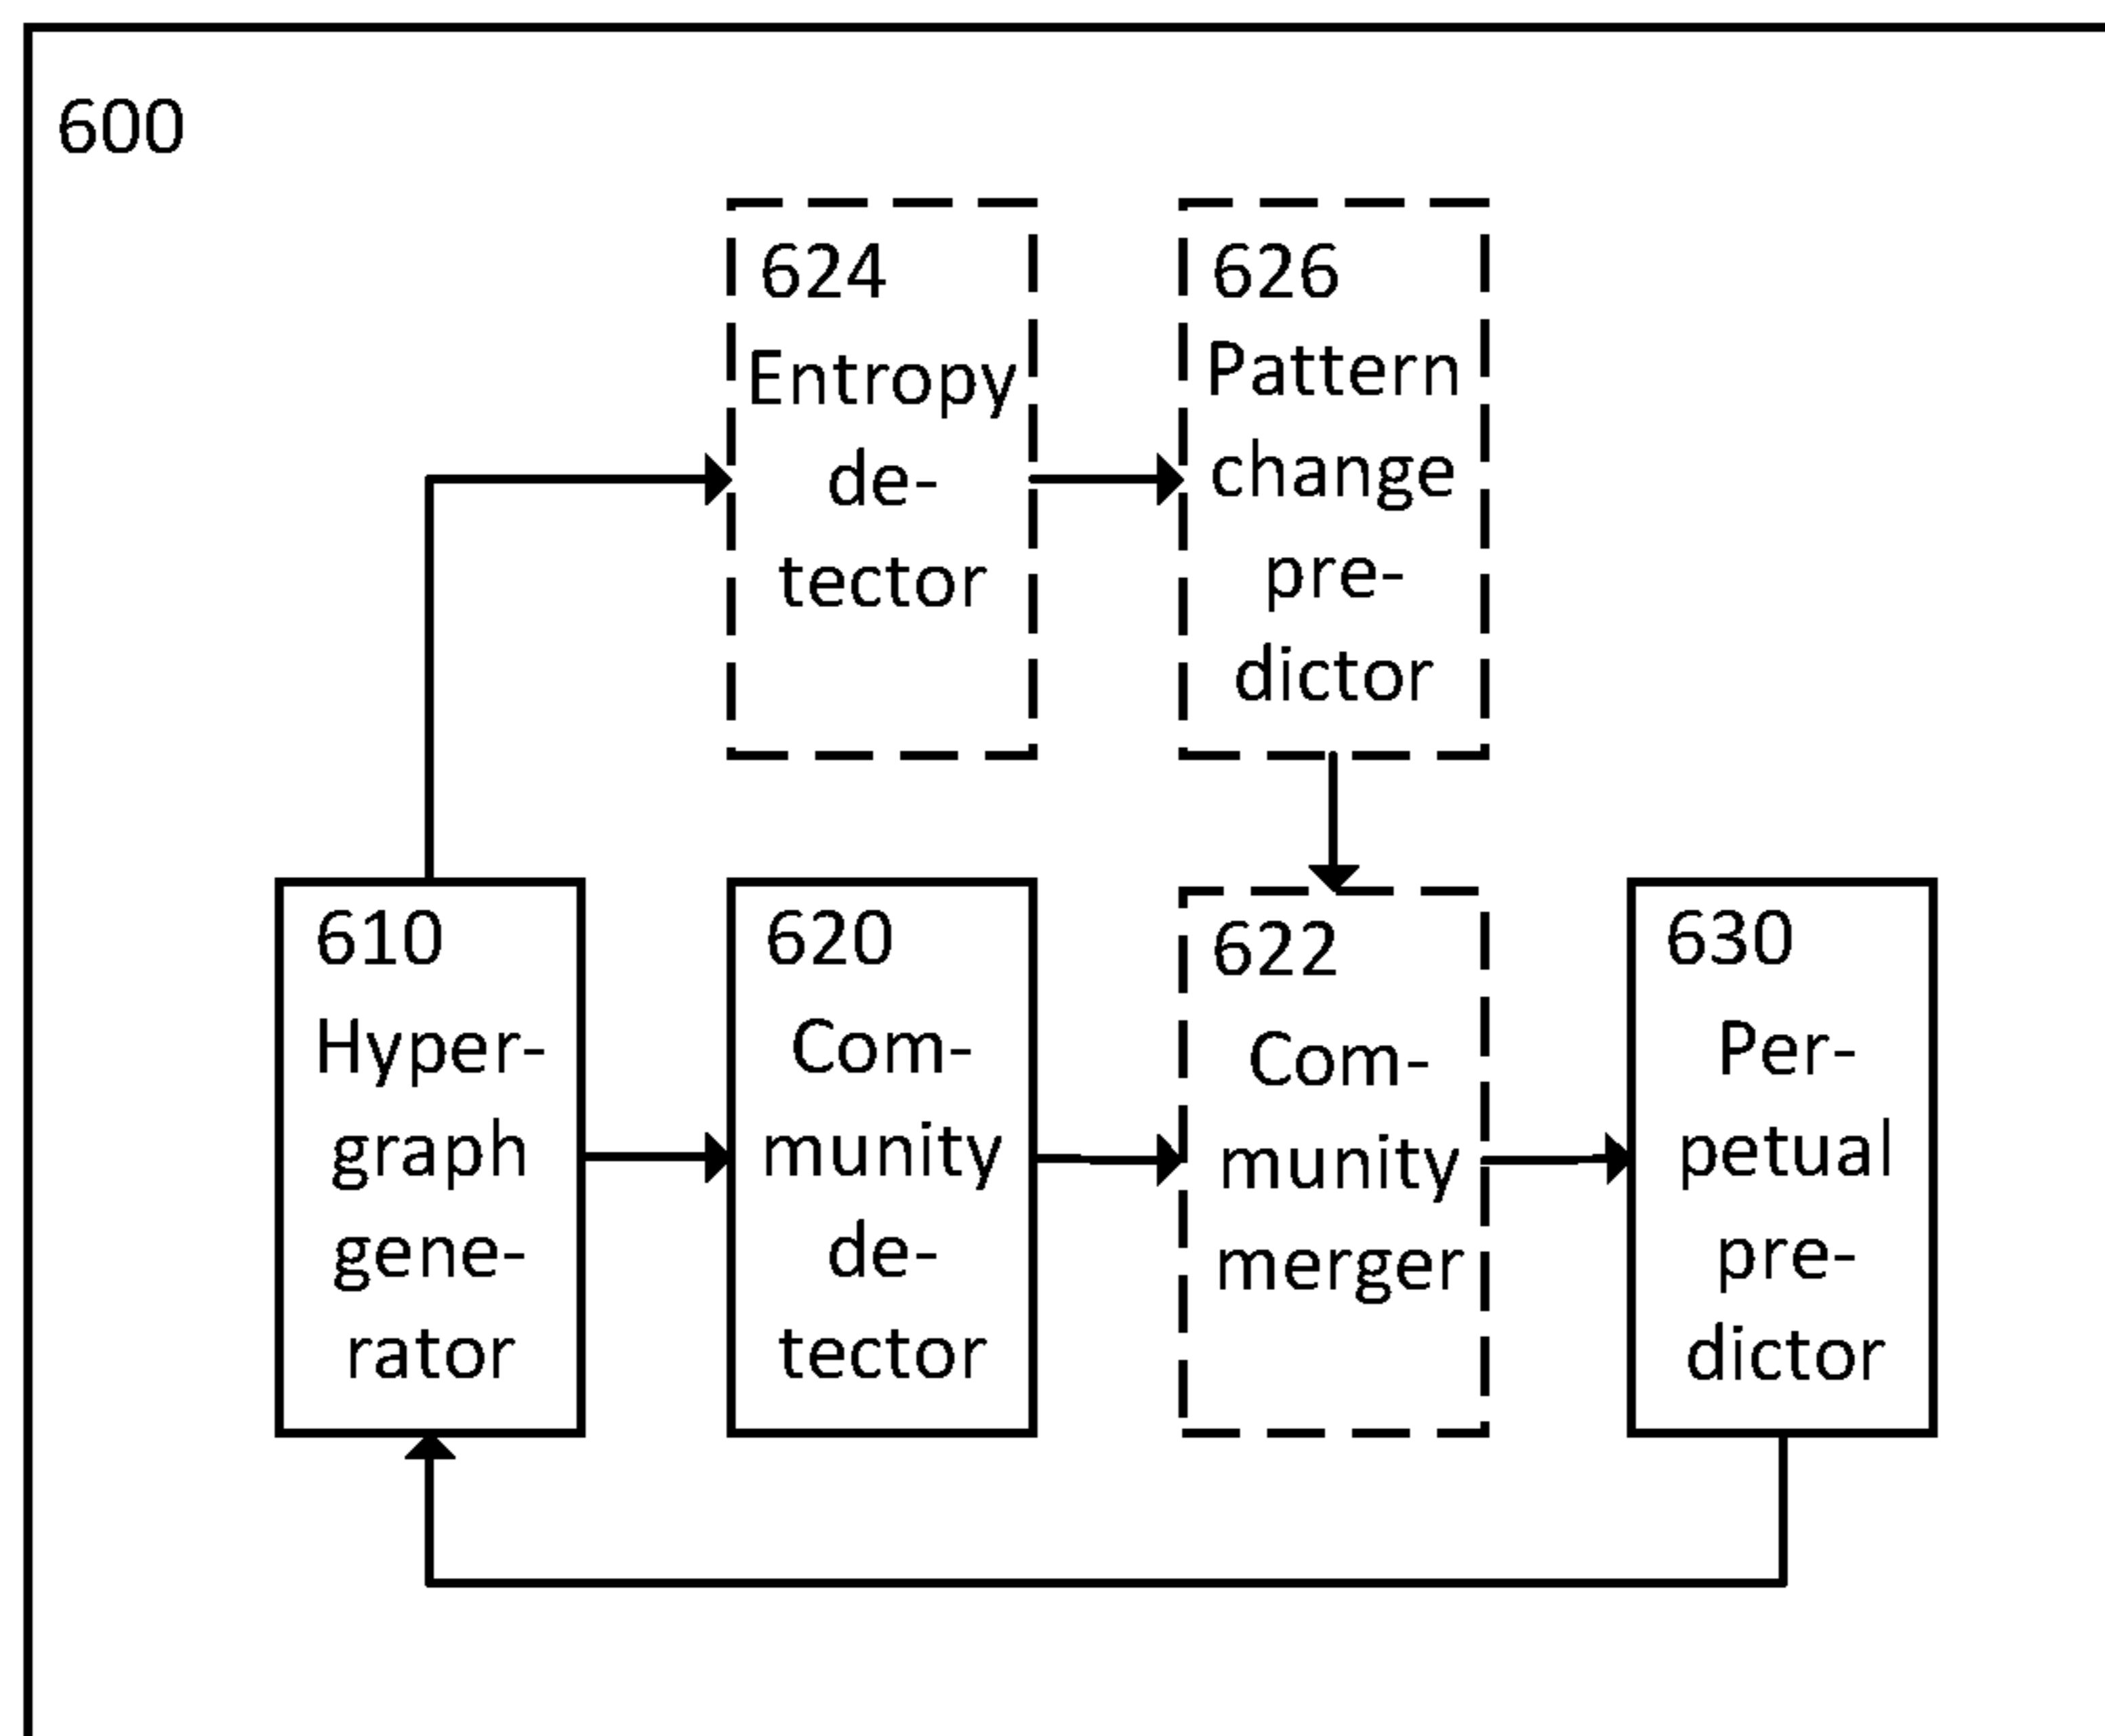 600
624
Entropy
de-
tector
626
Pattern
change
pre-
dictor
610
Hyper-
graph
gene-
rator
620
Com-
munity
de-
tector
622
Com-
munity
merger
630
Per-
petual
pre-
dictor